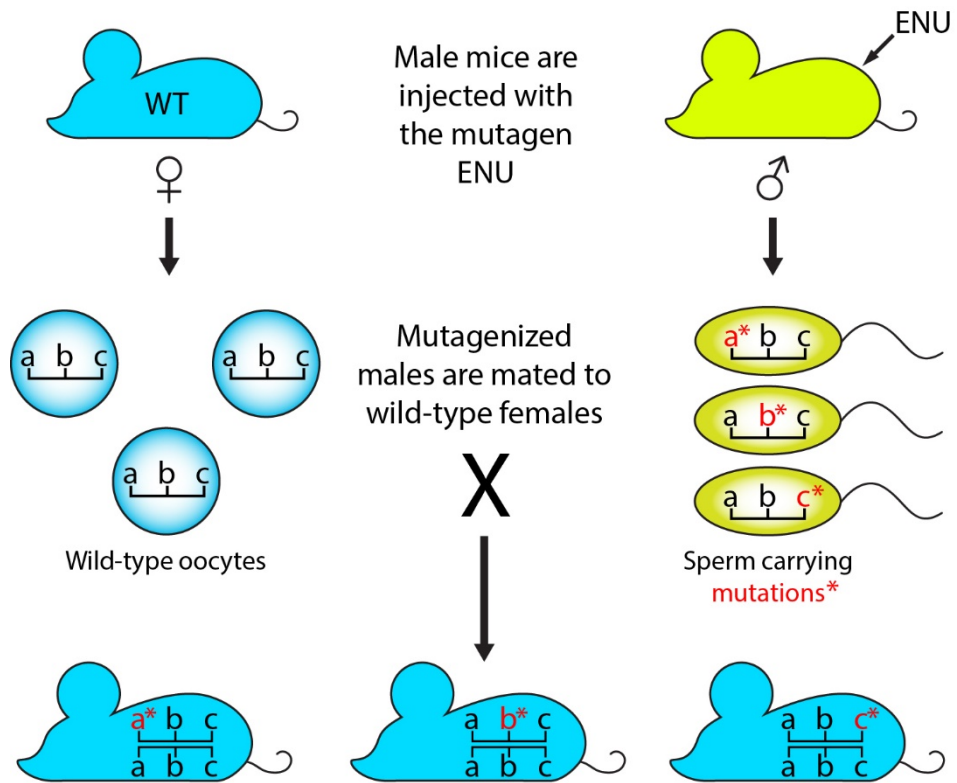 ENU
WT
Male mice are
injected with
the mutagen
ENU
♀
♂
a b c
a b c
a b c
Wild-type oocytes
Mutagenized
males are mated to
wild-type females
X
a* b c
a b* c
a b c*
Sperm carrying
mutations*
a* b c
a b c
a b* c
a b c
a b c*
a b c